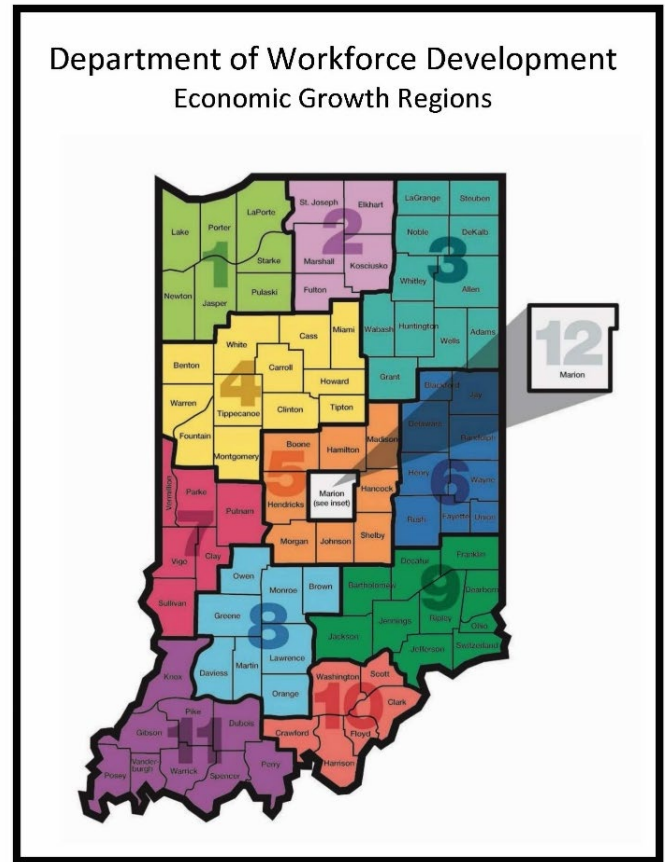 Department of Workforce Development
Economic Growth Regions
St. Joseph
Elkhart
LaGrange
Steuben
LaPorte
Porter
Lake
2
Noble
DeKalb
1
Starke
Marshall
Kosciusko
3
Whitley
Allen
Newton
Jasper
Pulaski
Fulton
Wabash
Huntington
Wells
Adams
12
Marion
White
Cass
Miami
Benton
Carroll
Grant
4
Howard
Blackford
Jay
Warren
Tippecanoe
Clinton
Tipton
Delaware
Randolph
Fountain
Montgomery
Boone
Hamilton
Madison
5
Henry
6
Wayne
Vermillion
Parke
Putnam
Hendricks
Marion
(see inset)
Hancock
Rush
Fayette
Union
7
Morgan
Johnson
Shelby
Vigo
Clay
Owen
Monroe
Brown
Bartholomew
Decatur
Franklin
9
Dearborn
Sullivan
Greene
8
Jennings
Ripley
Ohio
Jackson
Jefferson
Switzerland
Daviess
Martin
Lawrence
Knox
Orange
Washington
Scott
10
Clark
Pike
Dubois
Gibson
11
Crawford
Floyd
Harrison
Posey
Vander-
burgh
Warrick
Spencer
Perry